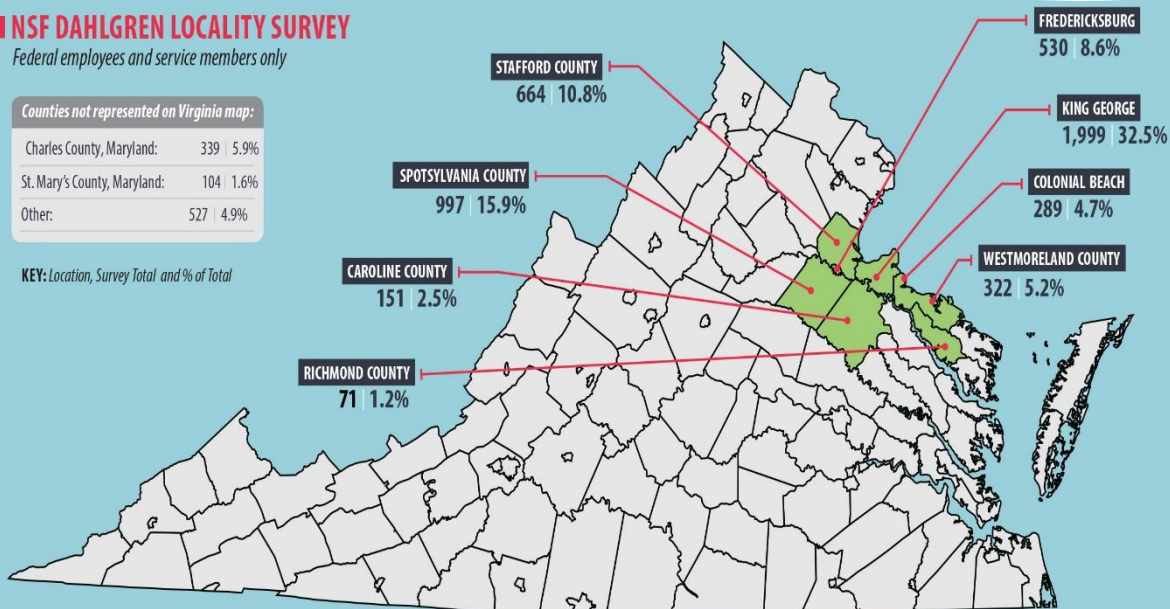 NSF DAHLGREN LOCALITY SURVEY
Federal employees and service members only
Counties not represented on Virginia map:
Charles County, Maryland: 339 | 5.9%
St. Mary's County, Maryland: 104 | 1.6%
Other: 527 | 4.9%
KEY: Location, Survey Total and % of Total
STAFFORD COUNTY
664 | 10.8%
SPOTSYLVANIA COUNTY
997 | 15.9%
CAROLINE COUNTY
151 | 2.5%
RICHMOND COUNTY
71 | 1.2%
FREDERICKSBURG
530 | 8.6%
KING GEORGE
1,999 | 32.5%
COLONIAL BEACH
289 | 4.7%
WESTMORELAND COUNTY
322 | 5.2%